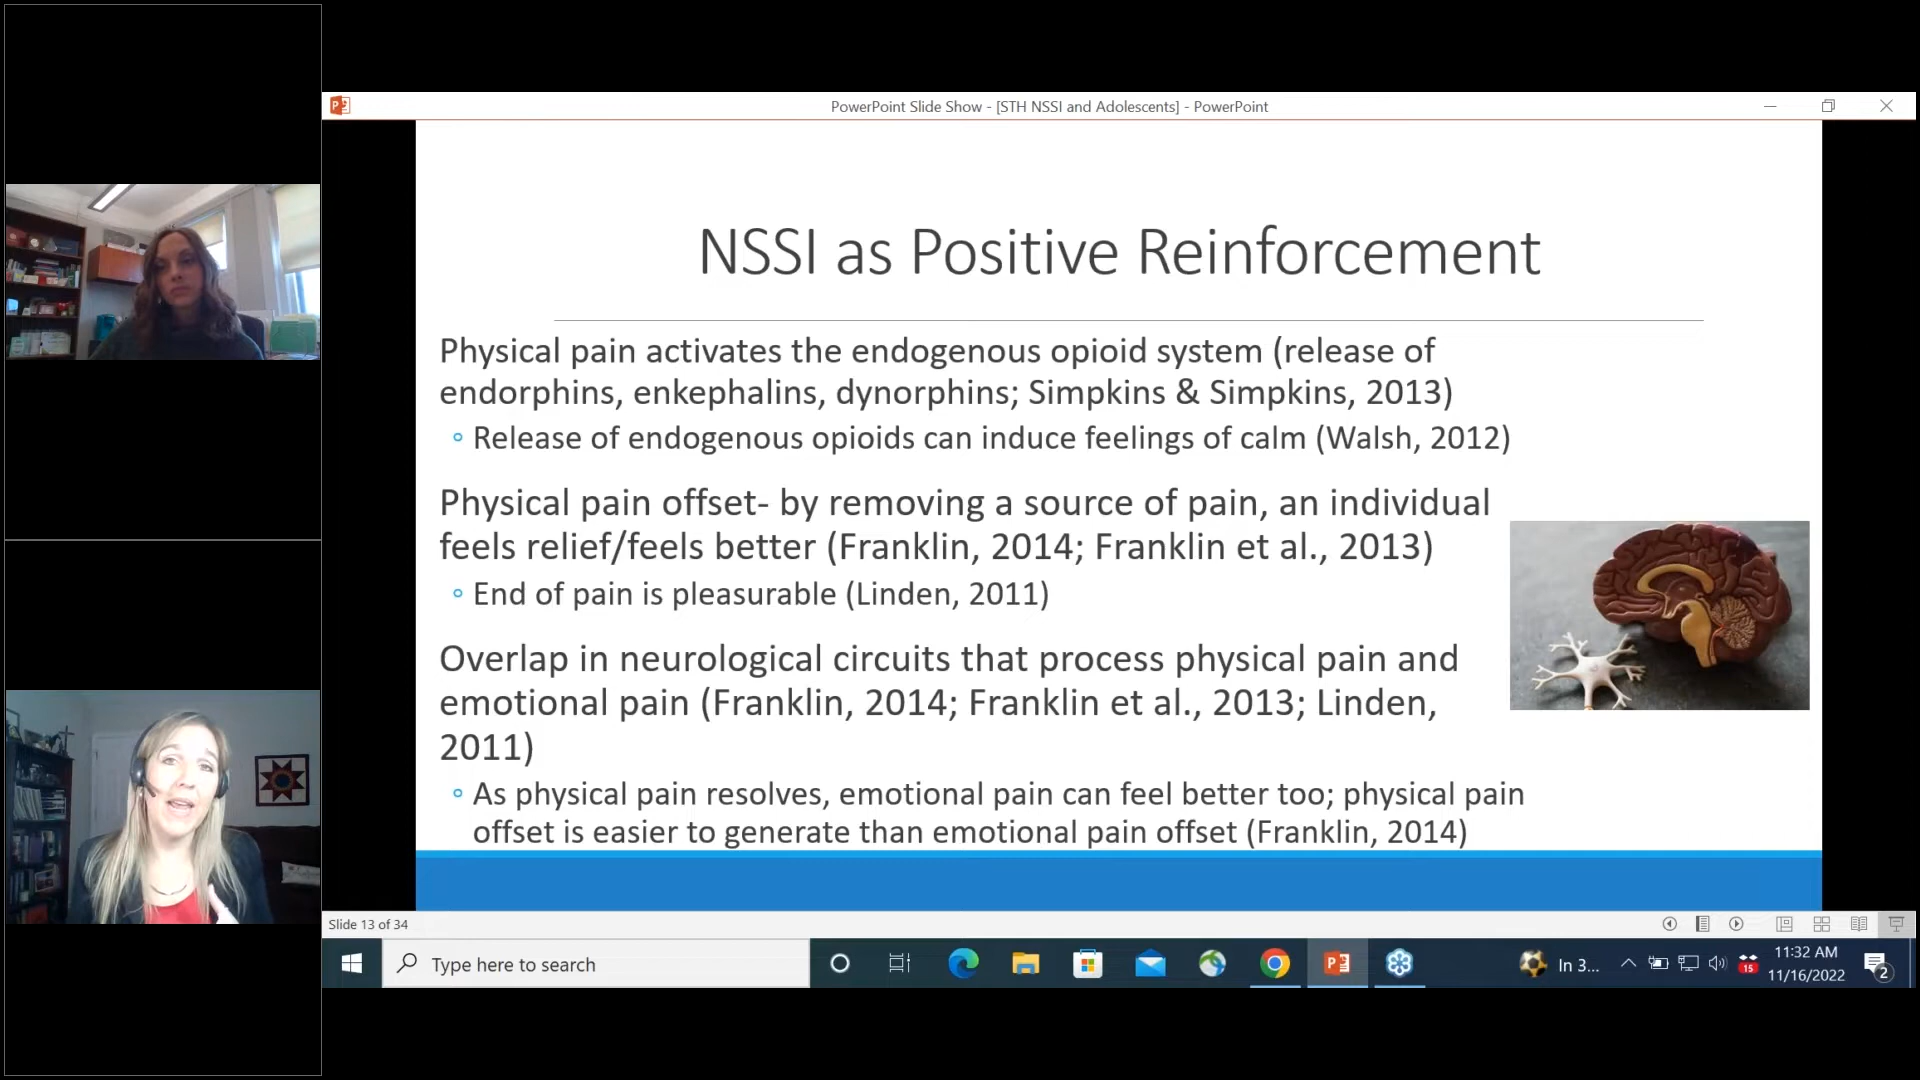 PowerPoint Slide Show - [STH NSSI and Adolescents] - PowerPoint
NSSI as Positive Reinforcement
Physical pain activates the endogenous opioid system (release of
endorphins, enkephalins, dynorphins; Simpkins & Simpkins, 2013)
Release of endogenous opioids can induce feelings of calm (Walsh, 2012)
Physical pain offset- by removing a source of pain, an individual
feels relief/feels better (Franklin, 2014; Franklin et al., 2013)
End of pain is pleasurable (Linden, 2011)
Overlap in neurological circuits that process physical pain and
emotional pain (Franklin, 2014; Franklin et al., 2013; Linden,
2011)
As physical pain resolves, emotional pain can feel better too; physical pain
offset is easier to generate than emotional pain offset (Franklin, 2014)
Slide 13 of 34
Type here to search
In 3...
15
11:32 AM
11/16/2022
2